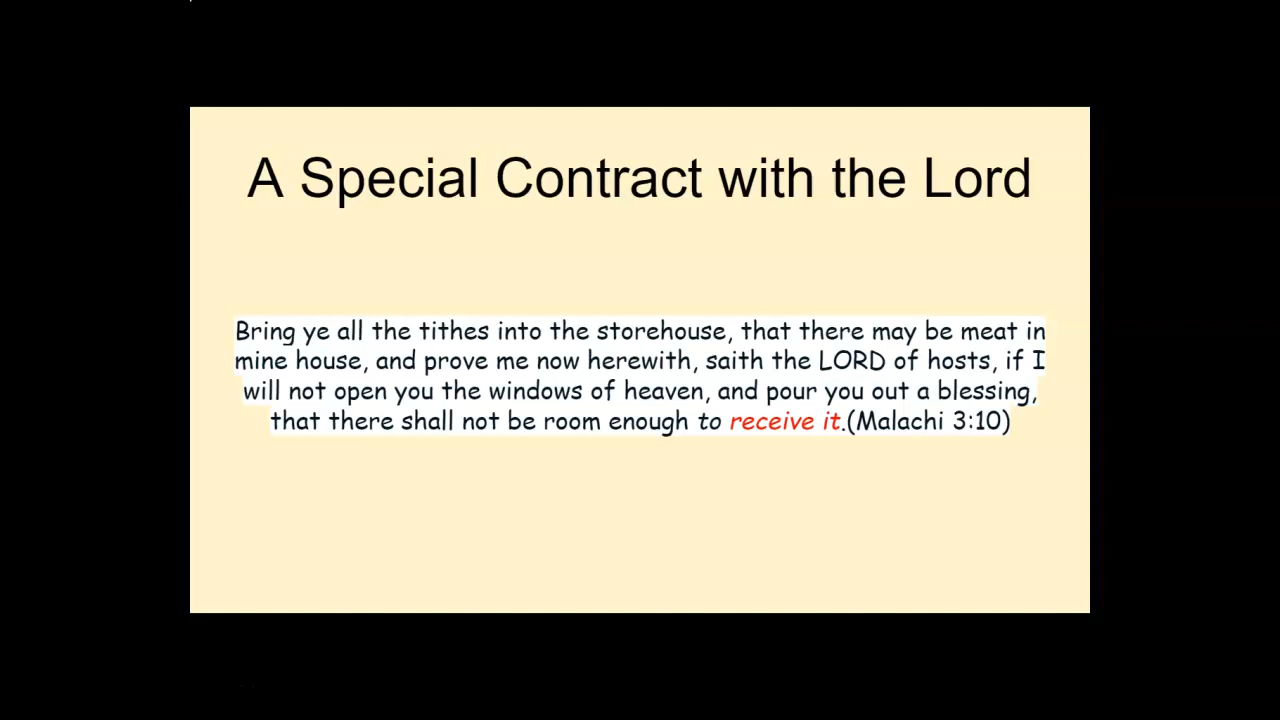 A Special Contract with the Lord
Bring ye all the tithes into the storehouse, that there may be meat in
mine house, and prove me now herewith, saith the LORD of hosts, if I
will not open you the windows of heaven, and pour you out a blessing,
that there shall not be room enough to receive it.(Malachi 3:10)